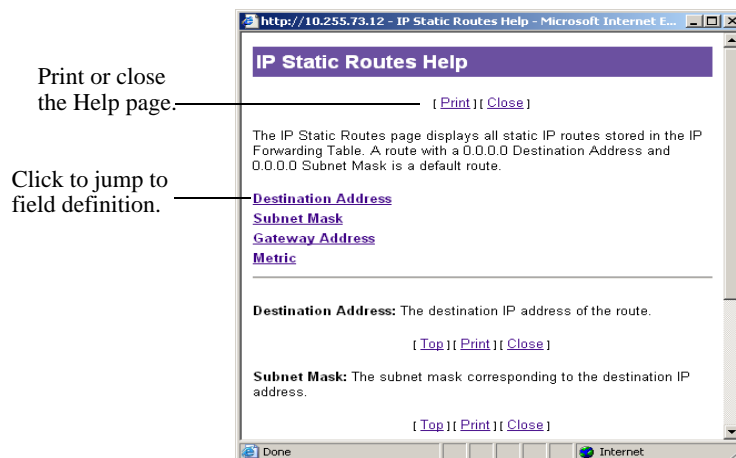 http://10.255.73.12 - IP Static Routes Help - Microsoft Internet E...
IP Static Routes Help
Print or close
the Help page.
[ Print ] [ Close ]
The IP Static Routes page displays all static IP routes stored in the IP
Forwarding Table. A route with a 0.0.0.0 Destination Address and
0.0.0.0 Subnet Mask is a default route.
Click to jump to
field definition.
Destination Address
Subnet Mask
Gateway Address
Metric
Destination Address: The destination IP address of the route.
[ Top ] [ Print ] [ Close ]
Subnet Mask: The subnet mask corresponding to the destination IP
address.
[ Top ] [ Print ] [ Close ]
Done
Internet